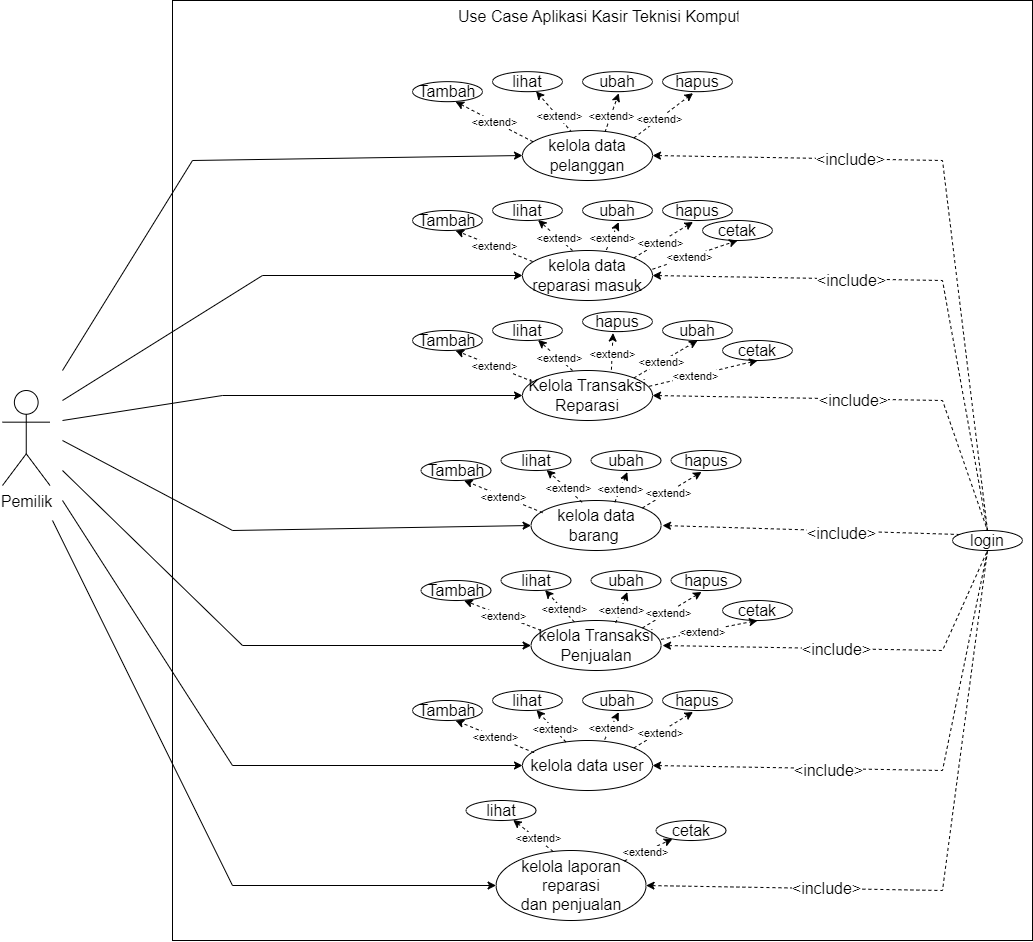 Use Case Aplikasi Kasir Teknisi Komput
Tambah
lihat
ubah
hapus
<extend>
<extend>
<extend>
<extend>
kelola data
pelanggan
<include>
Tambah
lihat
ubah
hapus
cetak
<extend>
<extend>
<extend>
<extend>
<extend>
kelola data
reparasi masuk
<include>
Tambah
lihat
hapus
ubah
cetak
<extend>
<extend>
<extend>
<extend>
<extend>
Kelola Transaksi
Reparasi
<include>
Pemilik
Tambah
lihat
ubah
hapus
<extend>
<extend>
<extend>
<extend>
kelola data
barang
<include>
login
Tambah
lihat
ubah
hapus
cetak
<extend>
<extend>
<extend>
<extend>
<extend>
kelola Transaksi
Penjualan
<include>
Tambah
lihat
ubah
hapus
<extend>
<extend>
<extend>
<extend>
kelola data user
<include>
lihat
cetak
<extend>
<extend>
kelola laporan
reparasi
dan penjualan
<include>